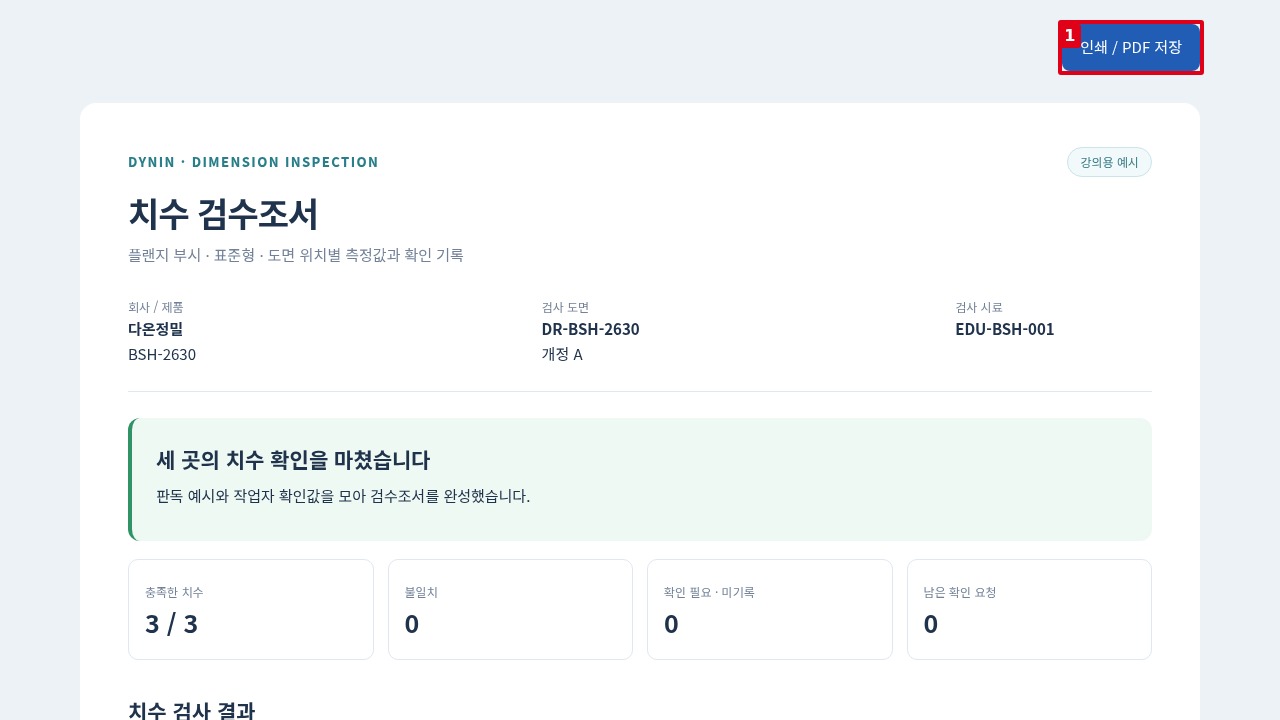 1
인쇄 / PDF 저장
DYNIN · DIMENSION INSPECTION
강의용 예시
치수 검수조서
플랜지 부시 · 표준형 · 도면 위치별 측정값과 확인 기록
회사 / 제품
다온정밀
BSH-2630
검사 도면
DR-BSH-2630
개정 A
검사 시료
EDU-BSH-001
세 곳의 치수 확인을 마쳤습니다
판독 예시와 작업자 확인값을 모아 검수조서를 완성했습니다.
충족한 치수
3 / 3
불일치
0
확인 필요 · 미기록
0
남은 확인 요청
0
치수 검사 결과